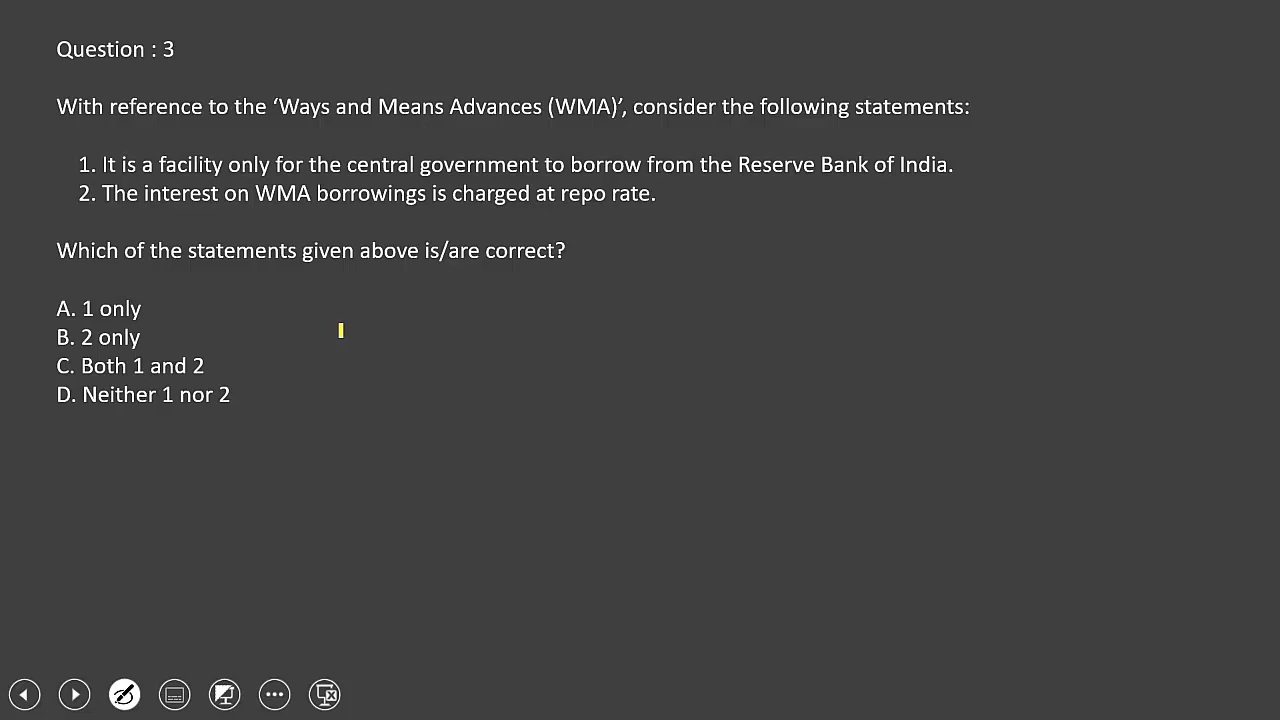 Question : 3
With reference to the ‘Ways and Means Advances (WMA)’, consider the following statements:
1. It is a facility only for the central government to borrow from the Reserve Bank of India.
2. The interest on WMA borrowings is charged at repo rate.
Which of the statements given above is/are correct?
A. 1 only
B. 2 only
C. Both 1 and 2
D. Neither 1 nor 2